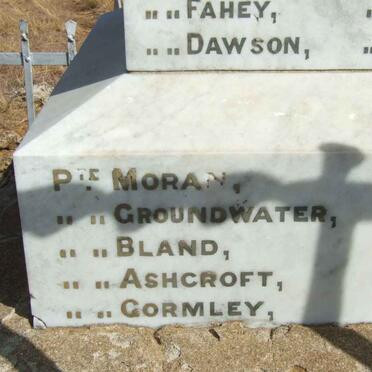 " " FAHEY, "
" " DAWSON, "
PTE MORAN,
" " GROUNDWATER,
" " BLAND,
" " ASHCROFT,
" " GORMLEY,